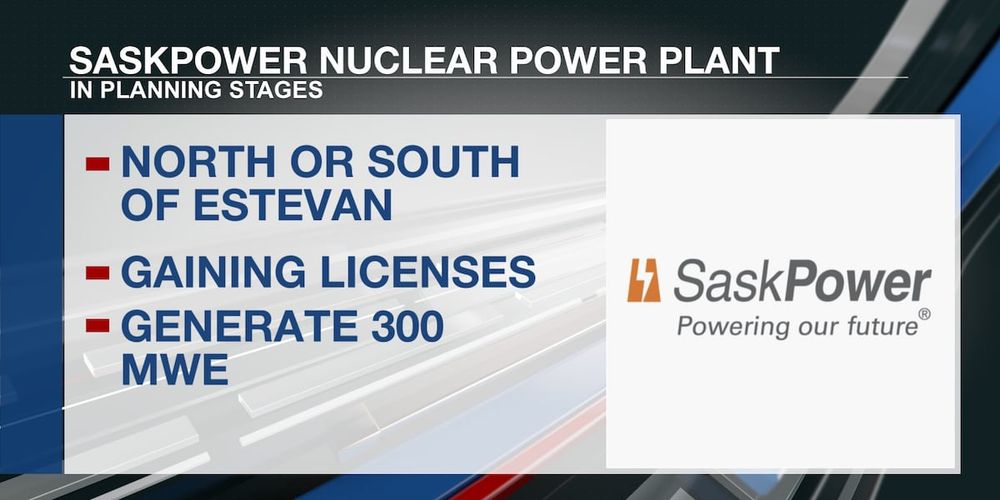 SASKPOWER NUCLEAR POWER PLANT
IN PLANNING STAGES
NORTH OR SOUTH
OF ESTEVAN
GAINING LICENSES
GENERATE 300
MWE
SaskPower
Powering our future®